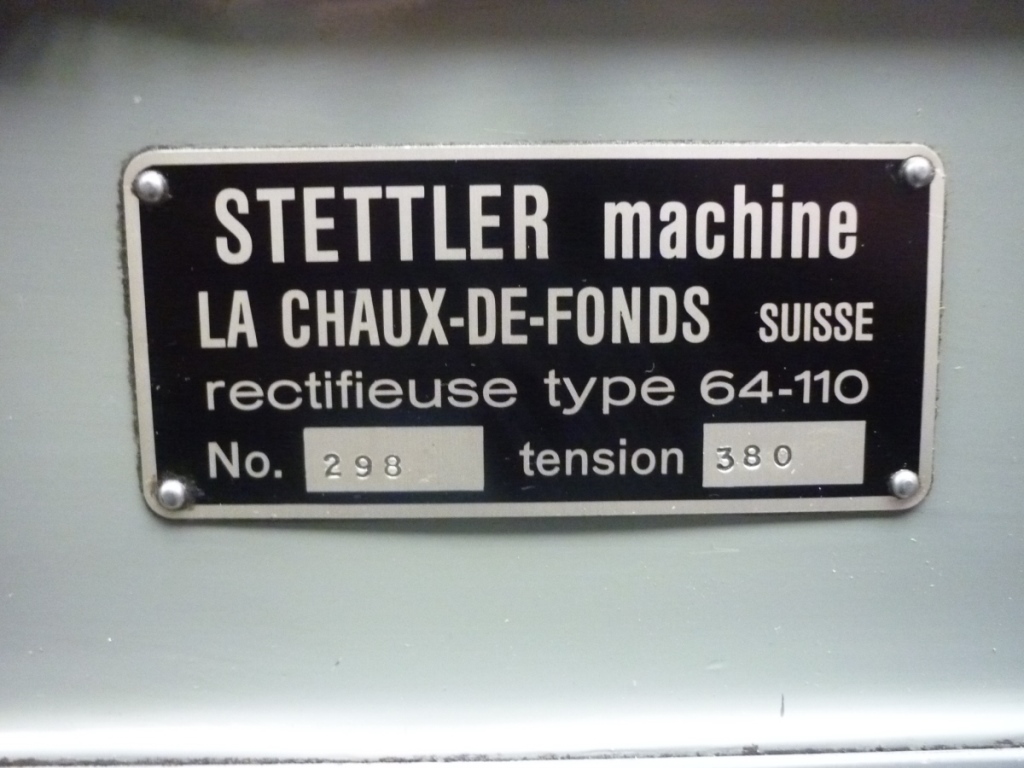 STETTLER machine
LA CHAUX-DE-FONDS SUISSE
rectifieuse type 64-110
No. 298 tension 380